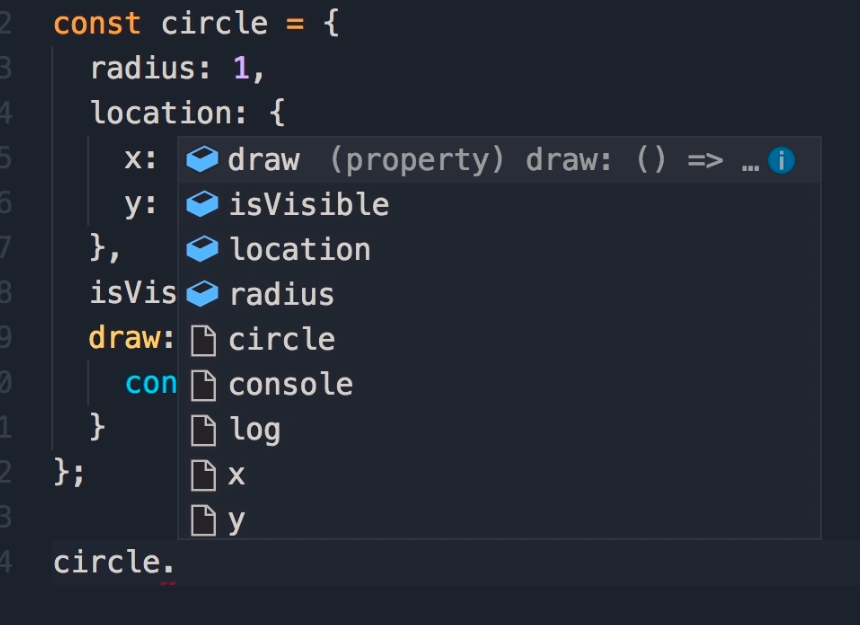 2 const circle = {
3 radius: 1,
4 location: {
5 x:
6 y:
7 },
8 isVis
9 draw:
0 con
1 }
2 };
3
4 circle.
draw (property) draw: () => …
isVisible
location
radius
circle
console
log
x
y